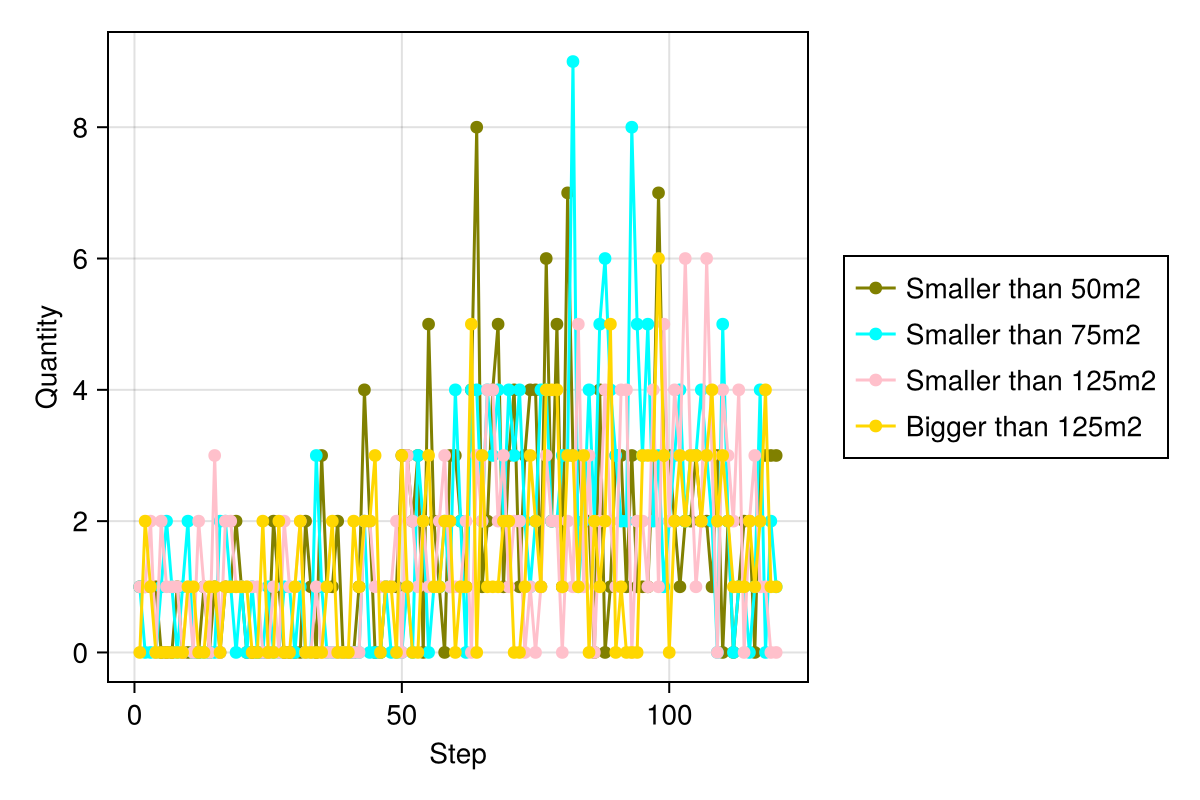 8
6
4
2
0
Quantity
0 50 100
Step
Smaller than 50m2
Smaller than 75m2
Smaller than 125m2
Bigger than 125m2